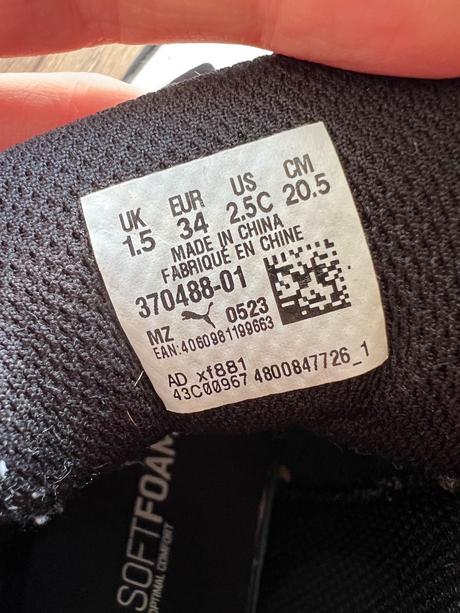 UK EUR US CM
1.5 34 2.5C 20.5
MADE IN CHINA
FABRIQUÉ EN CHINE
370488-01
MZ 0523
EAN:4060981199663
AD xf881
43C00967 4800847726_1
SOFTFOAM
OPTIMAL COMFORT